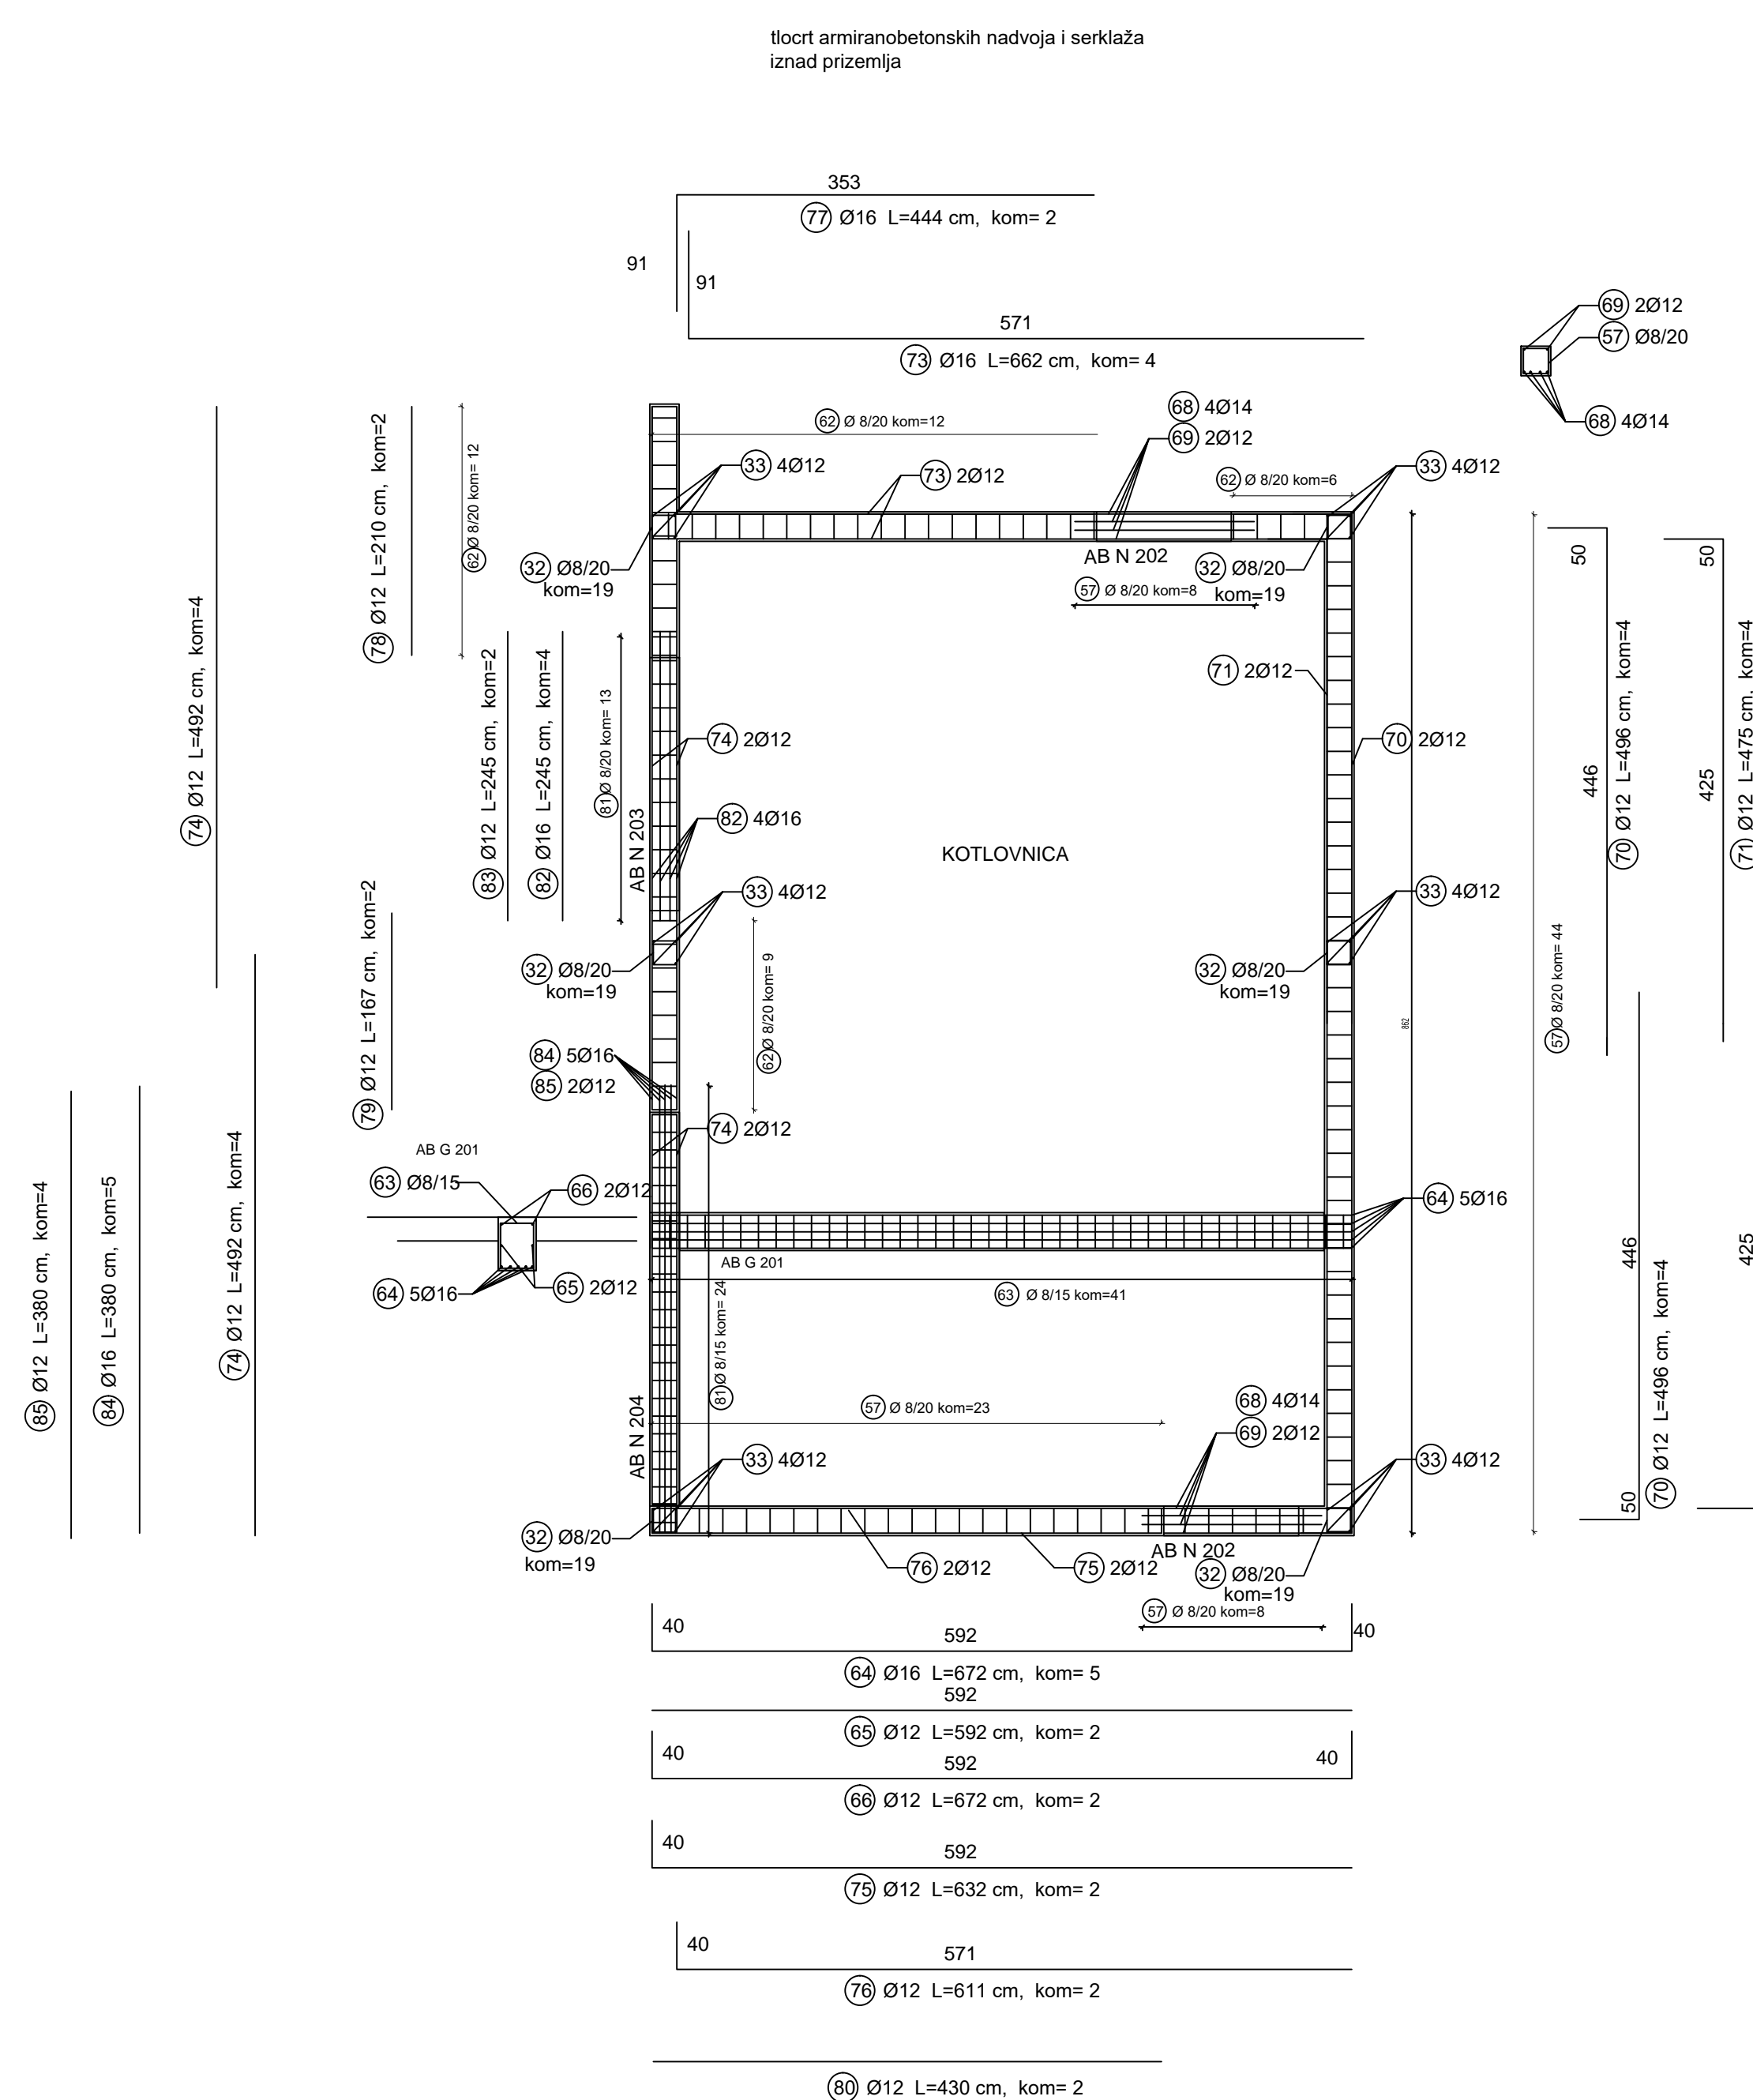 tlocrt armiranobetonskih nadvoja i serklaža
iznad prizemlja
353
77 Ø16 L=444 cm, kom= 2
91
91
571
73 Ø16 L=662 cm, kom= 4
69 2Ø12
57 Ø8/20
68 4Ø14
62 Ø 8/20 kom=12
68 4Ø14
69 2Ø12
33 4Ø12
73 2Ø12
62 Ø 8/20 kom=6
33 4Ø12
78 Ø12 L=210 cm, kom=2
62 Ø 8/20 kom= 12
32 Ø8/20
kom=19
AB N 202
32 Ø8/20
kom=19
57 Ø 8/20 kom=8
50
50
74 Ø12 L=492 cm, kom=4
83 Ø12 L=245 cm, kom=2
82 Ø16 L=245 cm, kom=4
81 Ø 8/20 kom= 13
AB N 203
71 2Ø12
74 2Ø12
70 2Ø12
82 4Ø16
KOTLOVNICA
446
70 Ø12 L=496 cm, kom=4
425
71 Ø12 L=475 cm, kom=4
33 4Ø12
33 4Ø12
79 Ø12 L=167 cm, kom=2
32 Ø8/20
kom=19
62 Ø 8/20 kom= 9
32 Ø8/20
kom=19
862
57 Ø 8/20 kom= 44
84 5Ø16
85 2Ø12
74 2Ø12
AB G 201
63 Ø8/15
66 2Ø12
64 5Ø16
65 2Ø12
64 5Ø16
AB G 201
63 Ø 8/15 kom=41
85 Ø12 L=380 cm, kom=4
84 Ø16 L=380 cm, kom=5
74 Ø12 L=492 cm, kom=4
81 Ø 8/15 kom= 24
AB N 204
446
50
70 Ø12 L=496 cm, kom=4
425
57 Ø 8/20 kom=23
68 4Ø14
69 2Ø12
33 4Ø12
33 4Ø12
32 Ø8/20
kom=19
76 2Ø12
75 2Ø12
AB N 202
32 Ø8/20
kom=19
57 Ø 8/20 kom=8
40
592
40
64 Ø16 L=672 cm, kom= 5
592
65 Ø12 L=592 cm, kom= 2
40
592
40
66 Ø12 L=672 cm, kom= 2
40
592
75 Ø12 L=632 cm, kom= 2
40
571
76 Ø12 L=611 cm, kom= 2
80 Ø12 L=430 cm, kom= 2